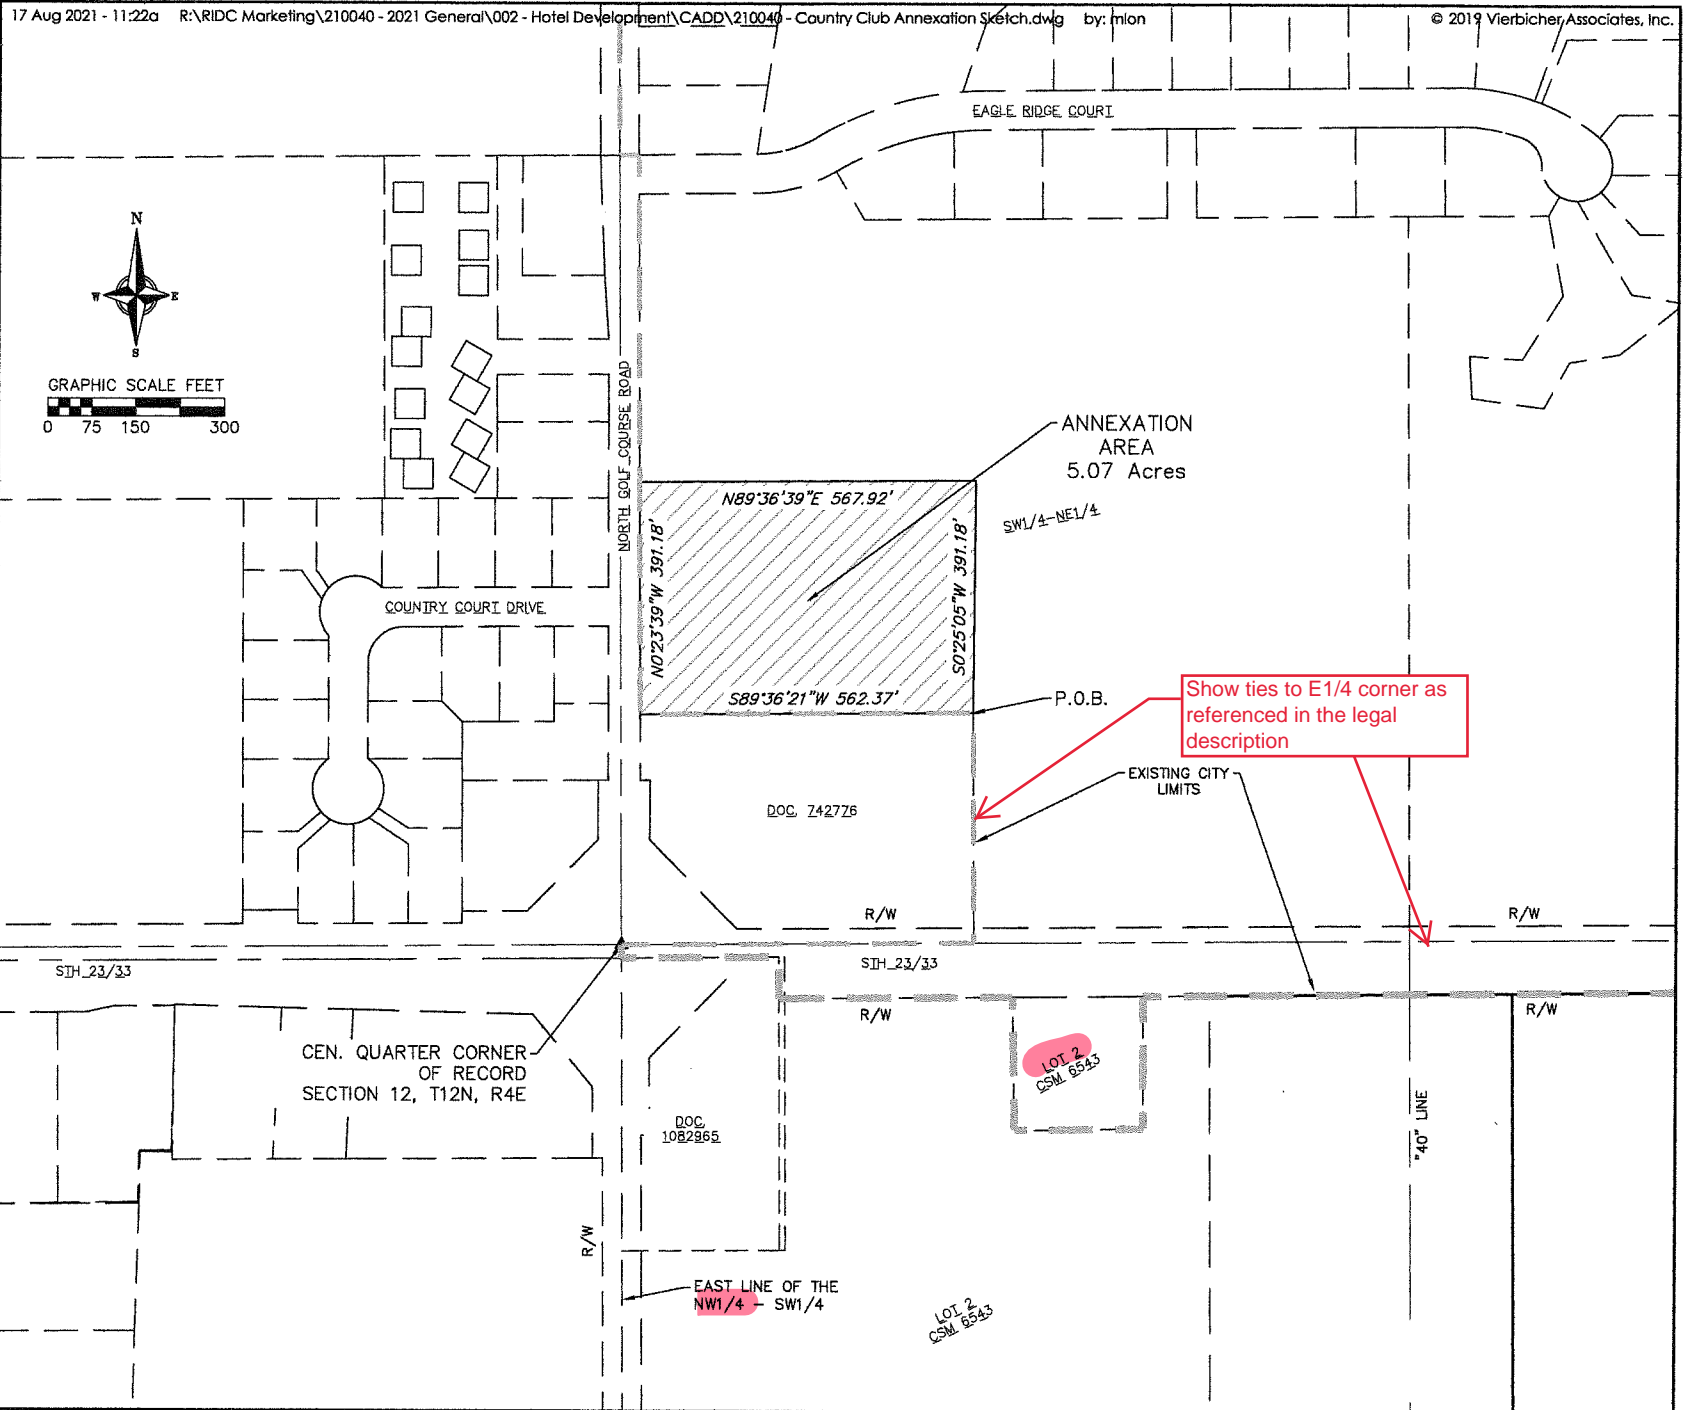 17 Aug 2021 - 11:22a R:\RIDC Marketing\210040 - 2021 General\002 - Hotel Development\CADD\210040 - Country Club Annexation Sketch.dwg by: mlon
© 2019 Vierbicher Associates, Inc.
EAGLE RIDGE COURT
N
W E
S
GRAPHIC SCALE FEET
0 75 150 300
NORTH GOLF COURSE ROAD
ANNEXATION
AREA
5.07 Acres
SW1/4-NE1/4
N89°36'39"E 567.92'
N0°23'39"W 391.18'
S0°25'05"W 391.18'
S89°36'21"W 562.37'
COUNTRY COURT DRIVE
P.O.B.
Show ties to E1/4 corner as
referenced in the legal
description
EXISTING CITY
LIMITS
DOC. 742776
R/W
R/W
STH 23/33
STH 23/33
R/W
R/W
CEN. QUARTER CORNER
OF RECORD
SECTION 12, T12N, R4E
LOT 2
CSM 6543
DOC.
1082965
"40" LINE
R/W
EAST LINE OF THE
NW1/4 - SW1/4
LOT 2
CSM 6543